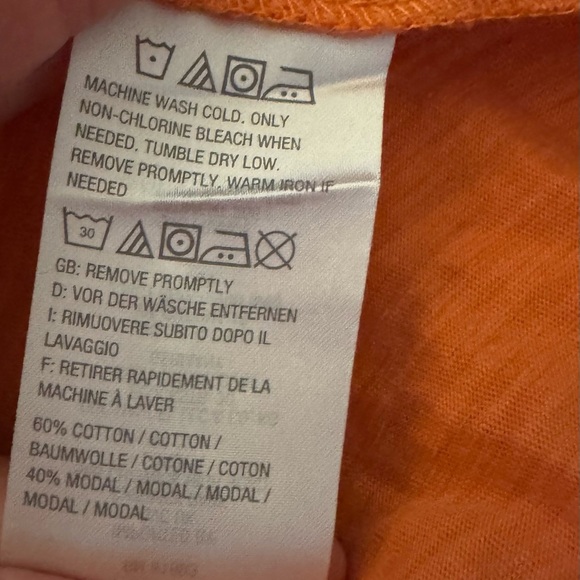 MACHINE WASH COLD. ONLY
NON-CHLORINE BLEACH WHEN
NEEDED. TUMBLE DRY LOW.
REMOVE PROMPTLY. WARM IRON IF
NEEDED
30
GB: REMOVE PROMPTLY
D: VOR DER WÄSCHE ENTFERNEN
I: RIMUOVERE SUBITO DOPO IL
LAVAGGIO
F: RETIRER RAPIDEMENT DE LA
MACHINE À LAVER
60% COTTON / COTTON /
BAUMWOLLE / COTONE / COTON
40% MODAL / MODAL / MODAL /
MODAL / MODAL